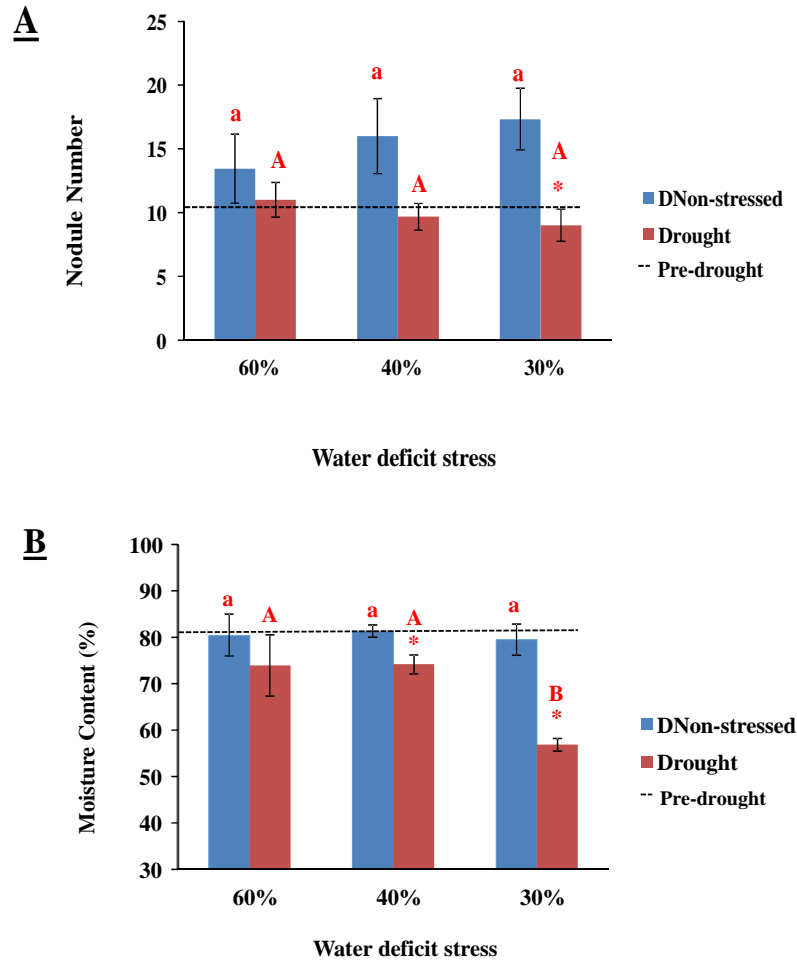 A
25
20
15
10
5
0
Nodule Number
a
A
a
A
a
A
*
60%
40%
30%
Water deficit stress
DNon-stressed
Drought
Pre-drought
B
100
90
80
70
60
50
40
30
Moisture Content (%)
a
A
a
A
*
a
B
*
60%
40%
30%
Water deficit stress
DNon-stressed
Drought
Pre-drought